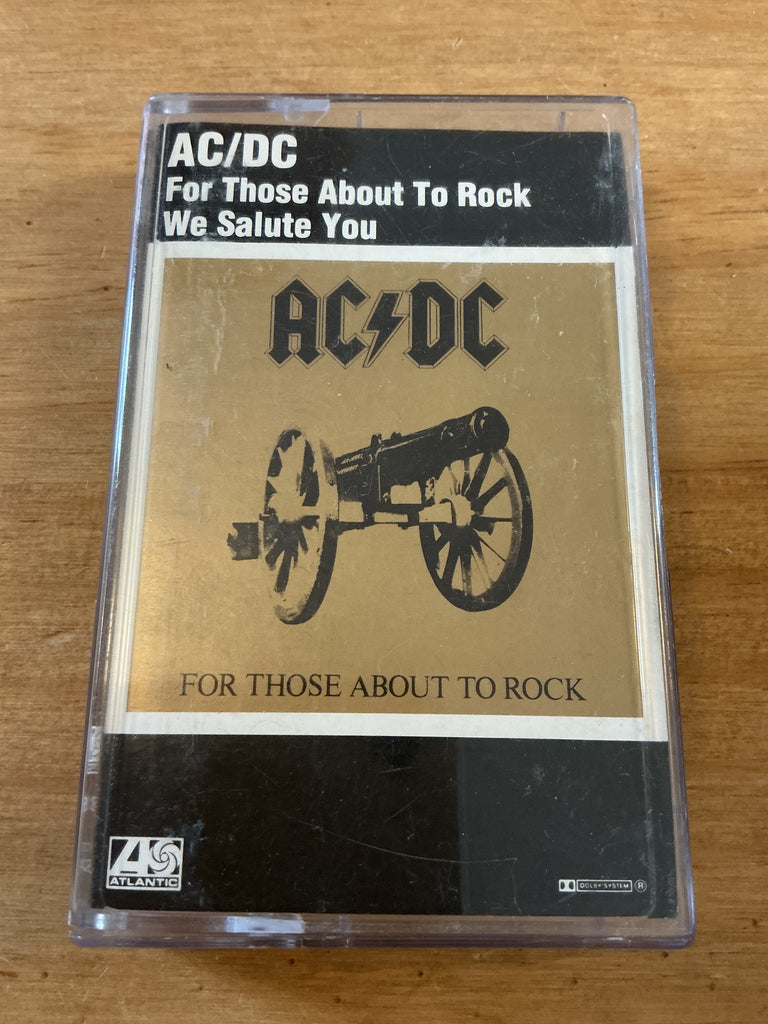 AC/DC
For Those About To Rock
We Salute You
AC/DC
FOR THOSE ABOUT TO ROCK
ATLANTIC
DOLBY SYSTEM ®